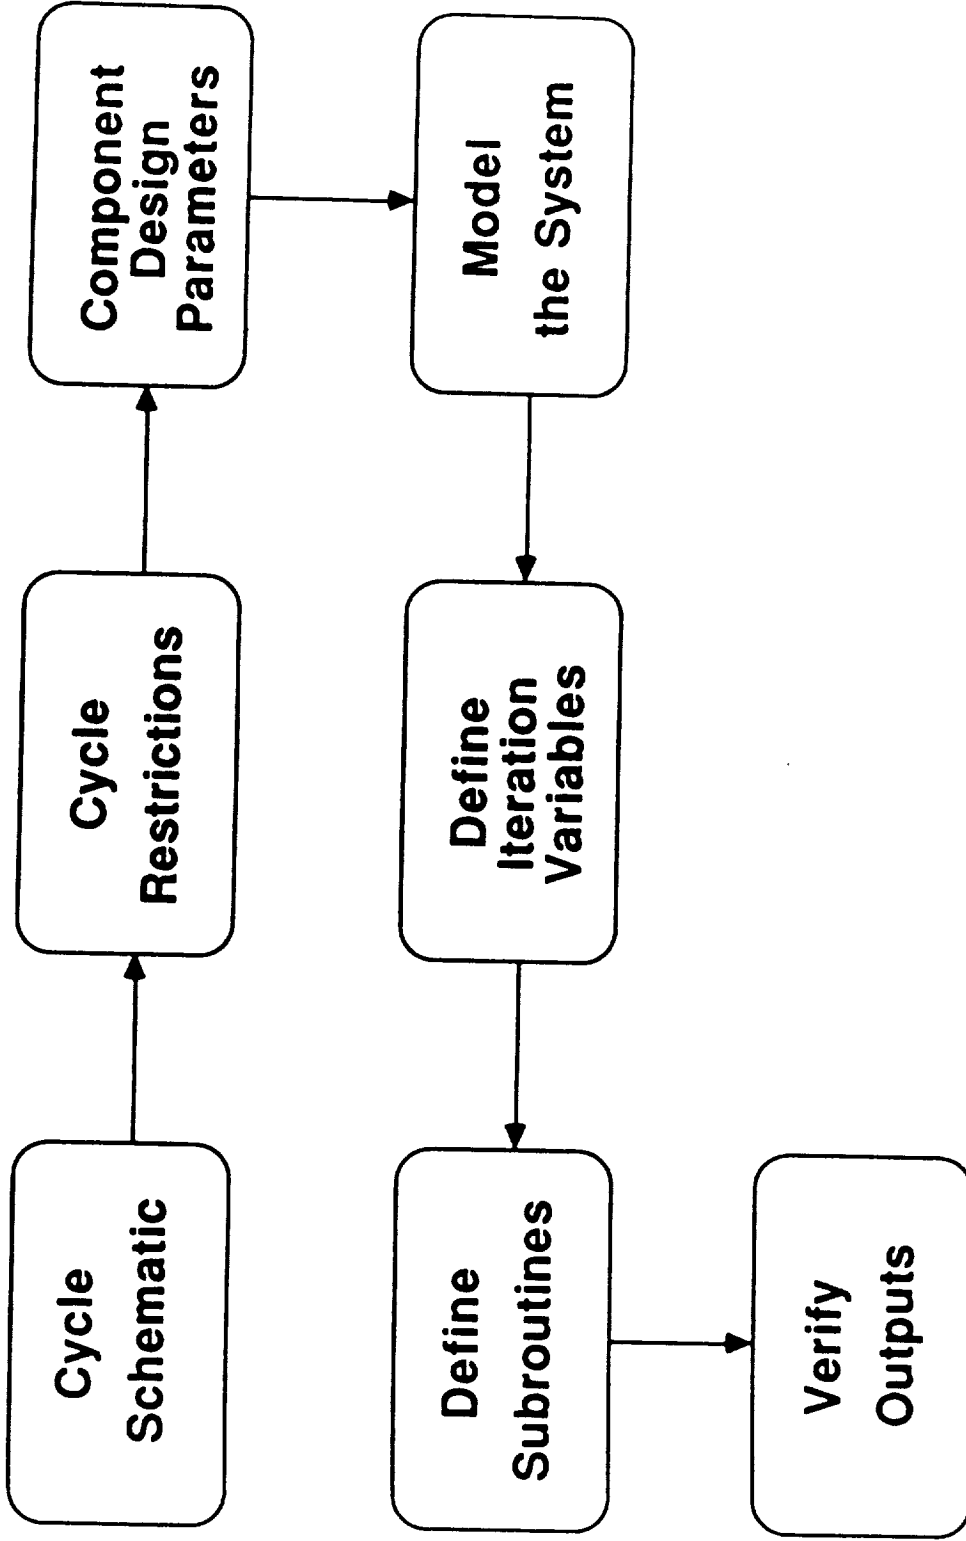 Cycle
Schematic
Cycle
Restrictions
Component
Design
Parameters
Model
the System
Define
Iteration
Variables
Define
Subroutines
Verify
Outputs